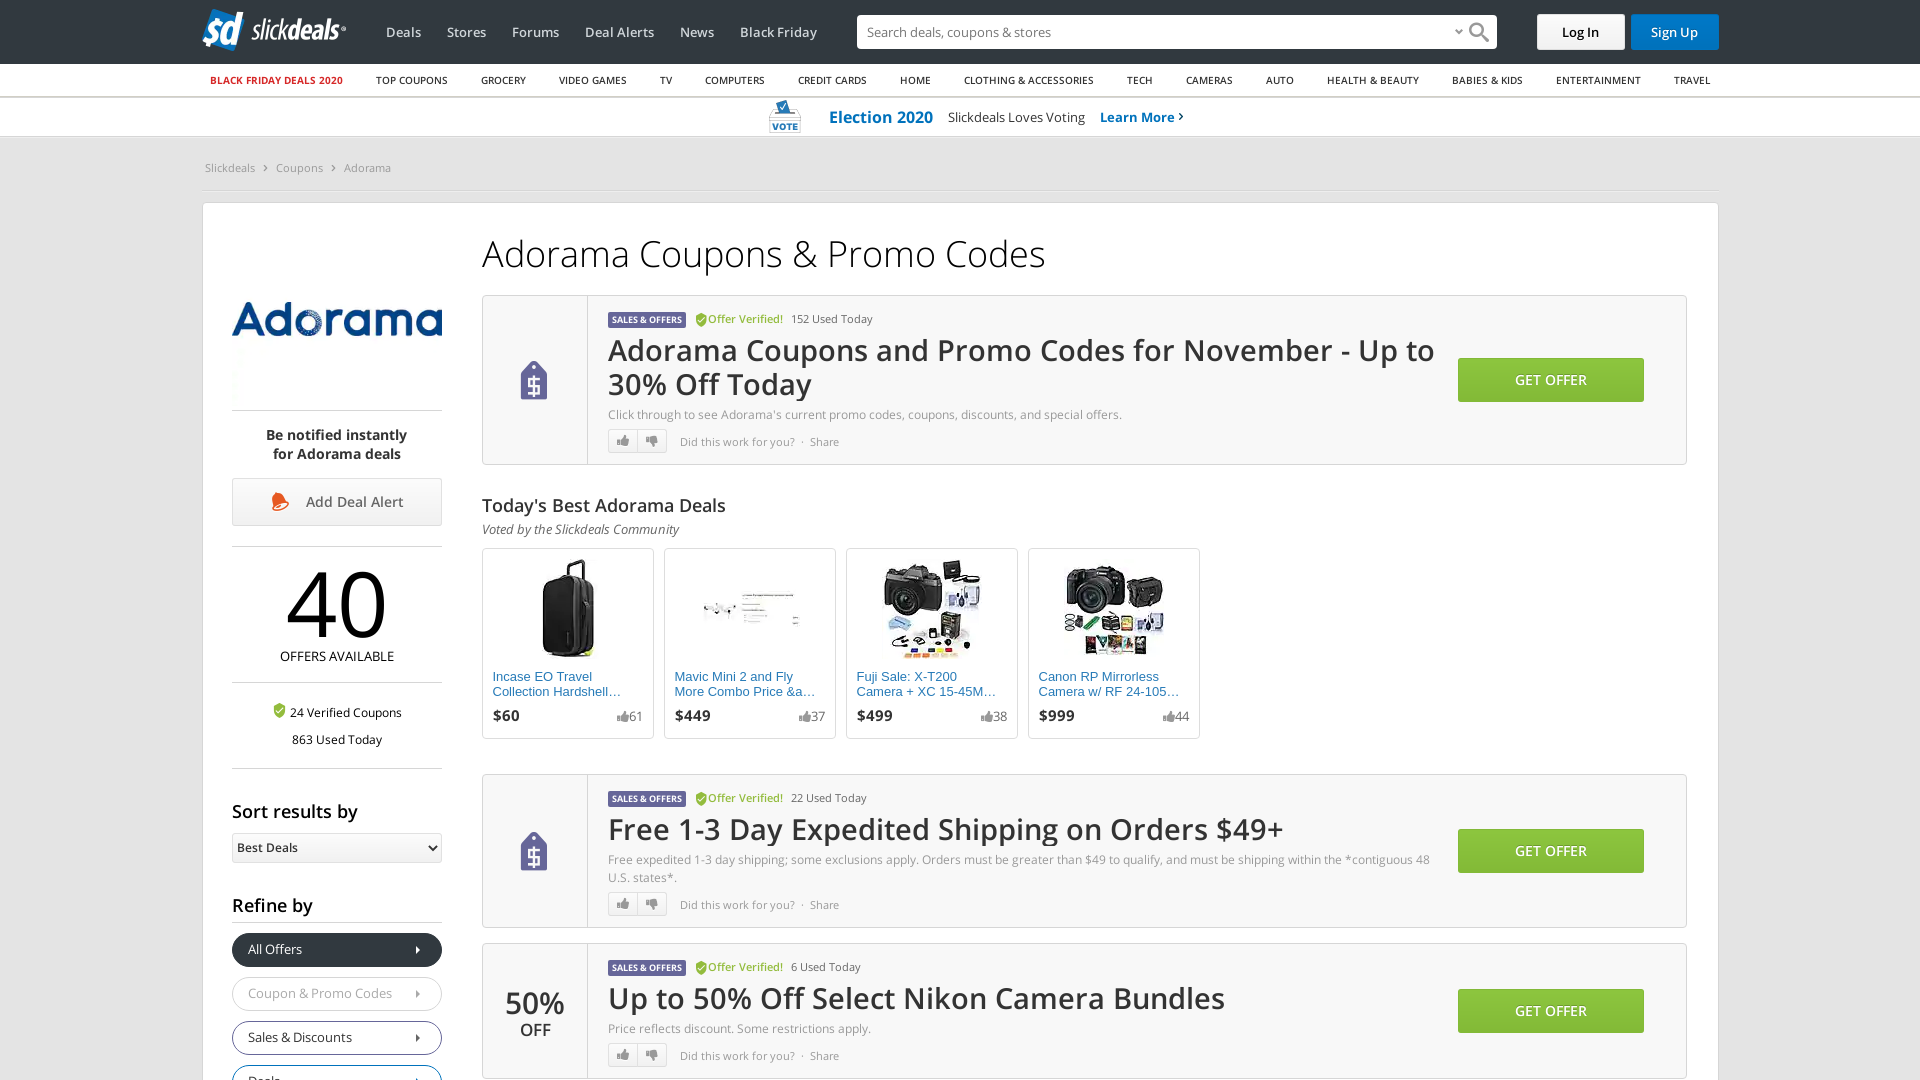 slickdeals
Deals Stores Forums Deal Alerts News Black Friday
Search deals, coupons & stores
Log In Sign Up
BLACK FRIDAY DEALS 2020 TOP COUPONS GROCERY VIDEO GAMES TV COMPUTERS CREDIT CARDS HOME CLOTHING & ACCESSORIES TECH CAMERAS AUTO HEALTH & BEAUTY BABIES & KIDS ENTERTAINMENT TRAVEL
VOTE Election 2020 Slickdeals Loves Voting Learn More
Slickdeals Coupons Adorama
Adorama
Be notified instantly
for Adorama deals
Add Deal Alert
40
OFFERS AVAILABLE
24 Verified Coupons
863 Used Today
Sort results by
Best Deals
Refine by
All Offers
Coupon & Promo Codes
Sales & Discounts
Deals
Adorama Coupons & Promo Codes
SALES & OFFERS Offer Verified! 152 Used Today
Adorama Coupons and Promo Codes for November - Up to
30% Off Today
Click through to see Adorama's current promo codes, coupons, discounts, and special offers.
Did this work for you? · Share
GET OFFER
Today's Best Adorama Deals
Voted by the Slickdeals Community
Incase EO Travel
Collection Hardshell…
$60 61
Mavic Mini 2 and Fly
More Combo Price &a…
$449 37
Fuji Sale: X-T200
Camera + XC 15-45M…
$499 38
Canon RP Mirrorless
Camera w/ RF 24-105…
$999 44
SALES & OFFERS Offer Verified! 22 Used Today
Free 1-3 Day Expedited Shipping on Orders $49+
Free expedited 1-3 day shipping; some exclusions apply. Orders must be greater than $49 to qualify, and must be shipping within the *contiguous 48
U.S. states*.
Did this work for you? · Share
GET OFFER
50%
OFF
SALES & OFFERS Offer Verified! 6 Used Today
Up to 50% Off Select Nikon Camera Bundles
Price reflects discount. Some restrictions apply.
Did this work for you? · Share
GET OFFER